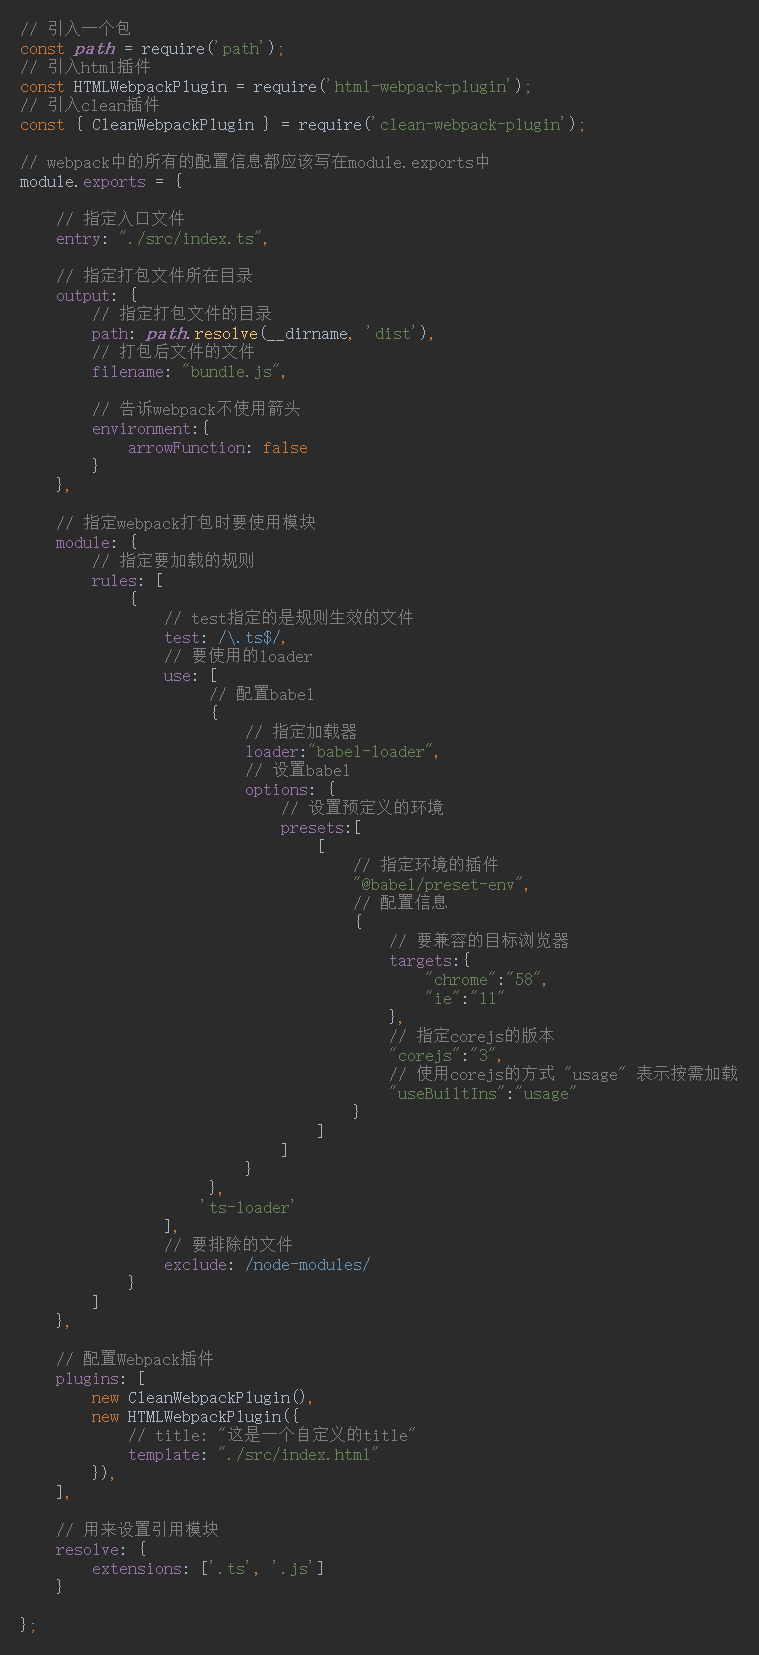 // 引入一个包
const path = require('path');
// 引入html插件
const HTMLWebpackPlugin = require('html-webpack-plugin');
// 引入clean插件
const { CleanWebpackPlugin } = require('clean-webpack-plugin');
// webpack中的所有的配置信息都应该写在module.exports中
module.exports = {
// 指定入口文件
entry: "./src/index.ts",
// 指定打包文件所在目录
output: {
// 指定打包文件的目录
path: path.resolve(__dirname, 'dist'),
// 打包后文件的文件
filename: "bundle.js",
// 告诉webpack不使用箭头
environment:{
arrowFunction: false
}
},
// 指定webpack打包时要使用模块
module: {
// 指定要加载的规则
rules: [
{
// test指定的是规则生效的文件
test: /\.ts$/,
// 要使用的loader
use: [
// 配置babel
{
// 指定加载器
loader:"babel-loader",
// 设置babel
options: {
// 设置预定义的环境
presets:[
[
// 指定环境的插件
"@babel/preset-env",
// 配置信息
{
// 要兼容的目标浏览器
targets:{
"chrome":"58",
"ie":"11"
},
// 指定corejs的版本
"corejs":"3",
// 使用corejs的方式 "usage" 表示按需加载
"useBuiltIns":"usage"
}
]
]
}
},
'ts-loader'
],
// 要排除的文件
exclude: /node-modules/
}
]
},
// 配置Webpack插件
plugins: [
new CleanWebpackPlugin(),
new HTMLWebpackPlugin({
// title: "这是一个自定义的title"
template: "./src/index.html"
}),
],
// 用来设置引用模块
resolve: {
extensions: ['.ts', '.js']
}
};